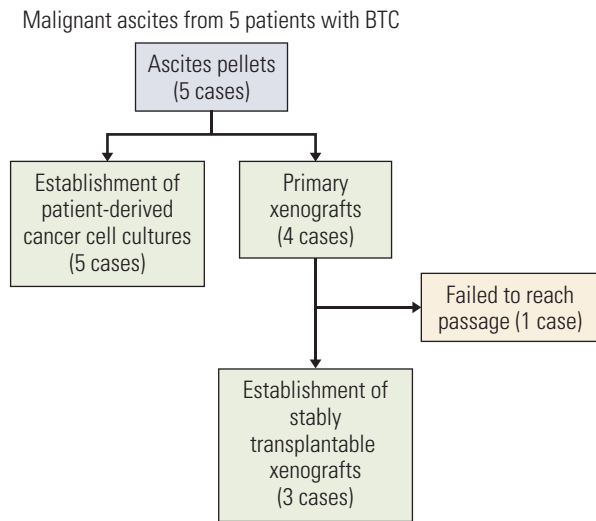 Malignant ascites from 5 patients with BTC
Ascites pellets
(5 cases)
Establishment of
patient-derived
cancer cell cultures
(5 cases)
Primary
xenografts
(4 cases)
Failed to reach
passage (1 case)
Establishment of
stably
transplantable
xenografts
(3 cases)